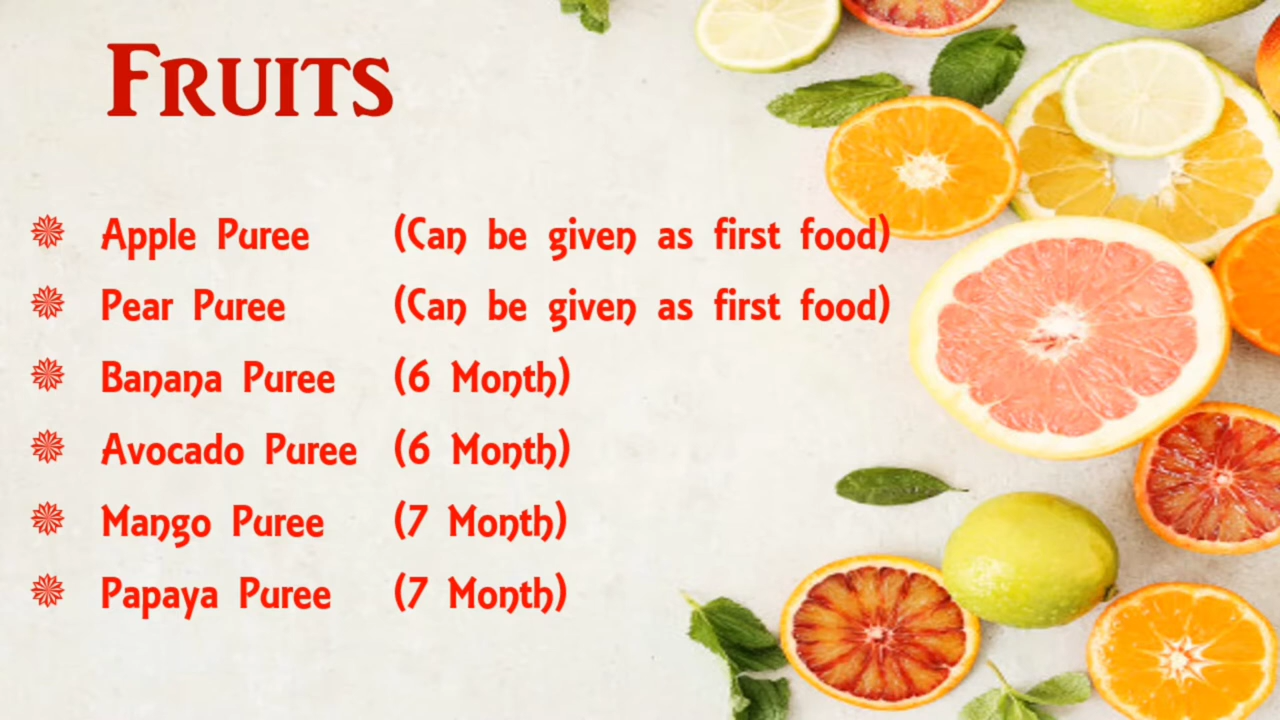 Fruits
Apple Puree (Can be given as first food)
Pear Puree (Can be given as first food)
Banana Puree (6 Month)
Avocado Puree (6 Month)
Mango Puree (7 Month)
Papaya Puree (7 Month)